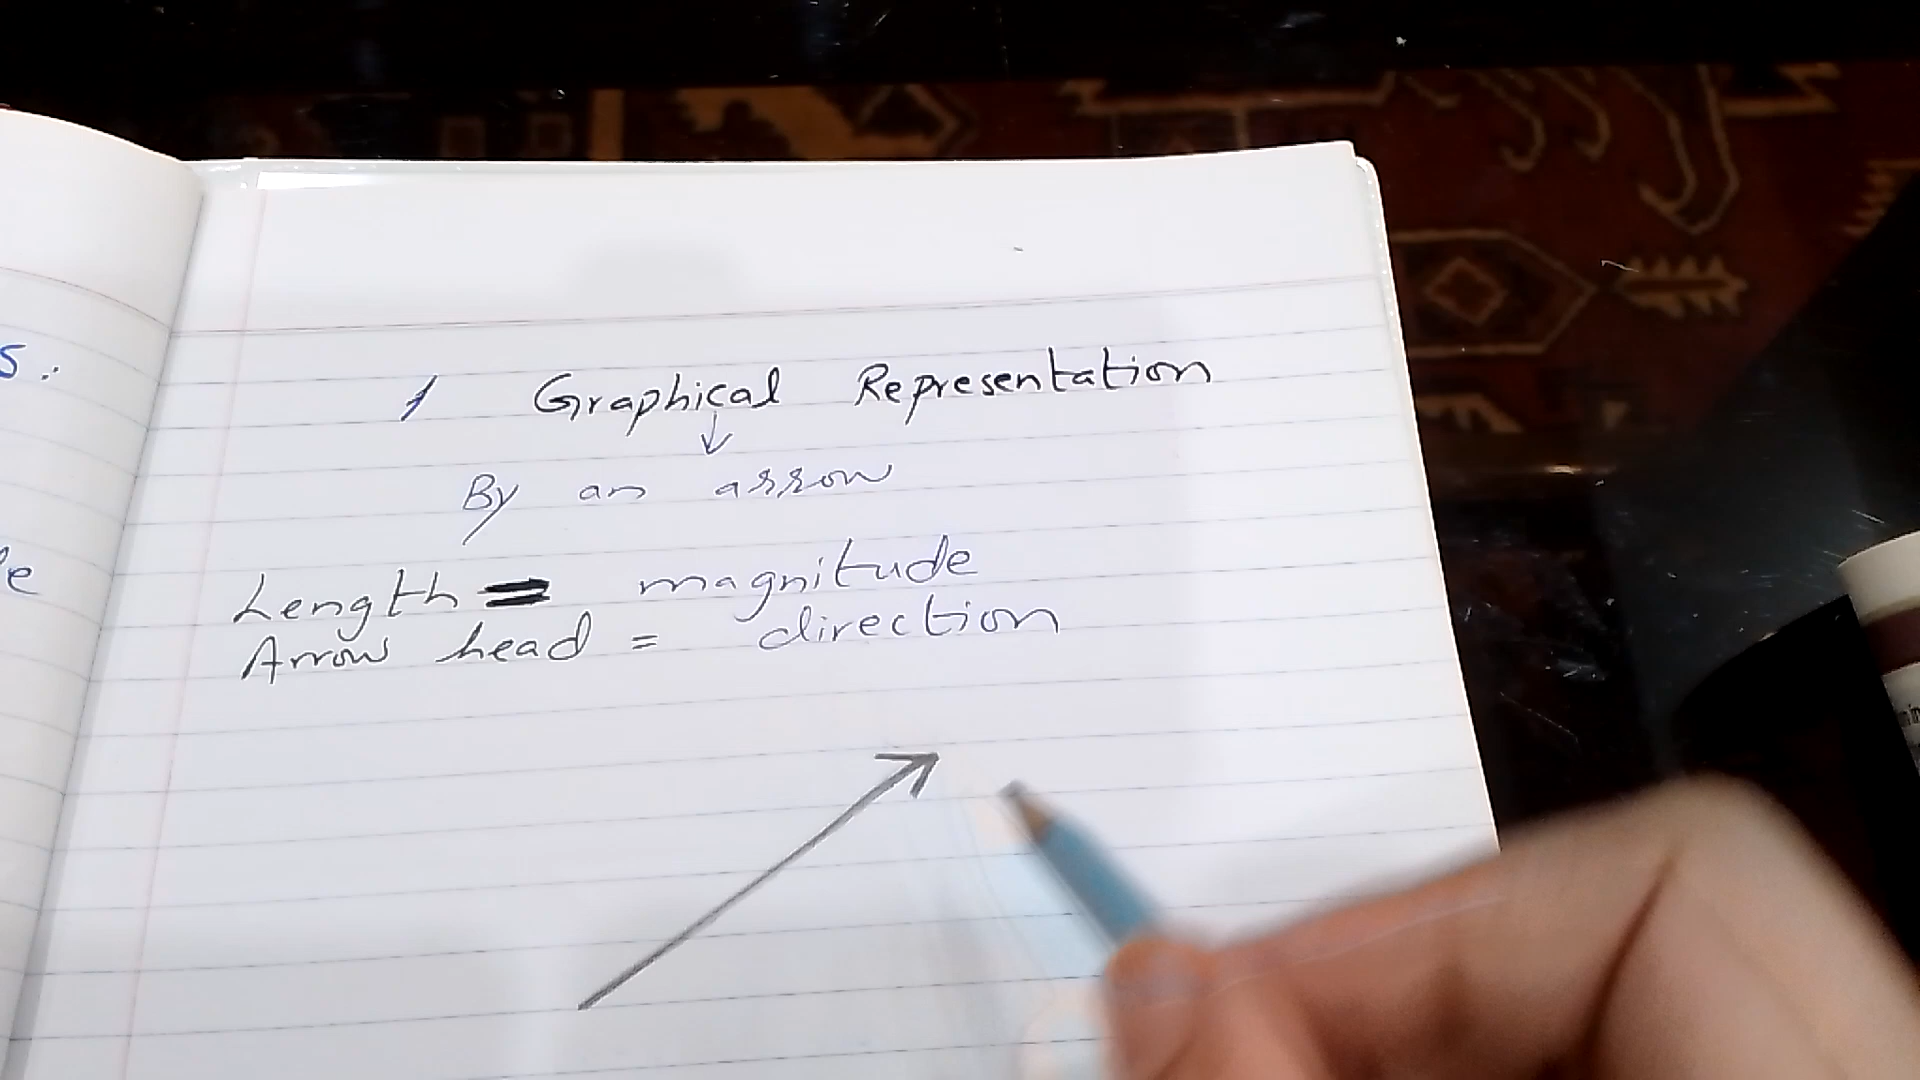 s.:
1 Graphical Representation
↓
By an arrow
Length = magnitude
Arrow head = direction
e